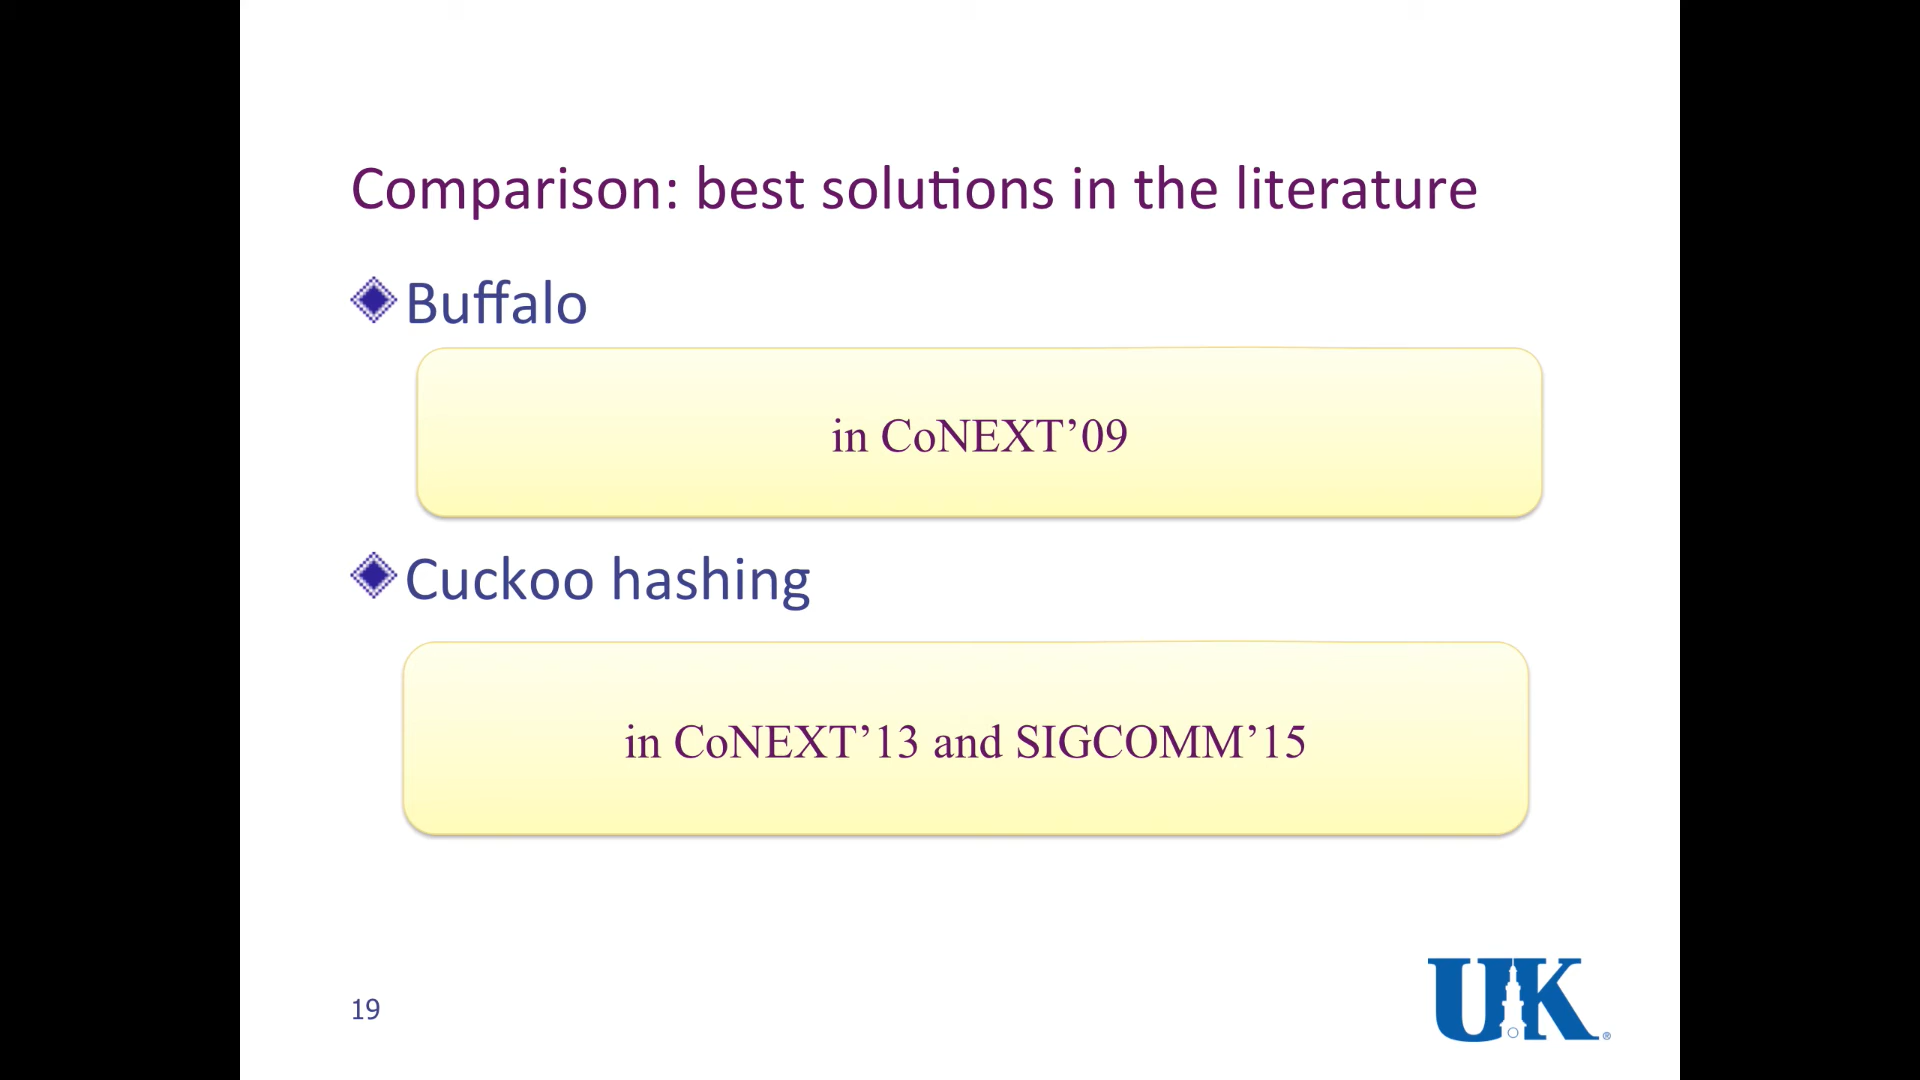 Comparison: best solutions in the literature
Buffalo
in CoNEXT’09
Cuckoo hashing
in CoNEXT’13 and SIGCOMM’15
19
UK®